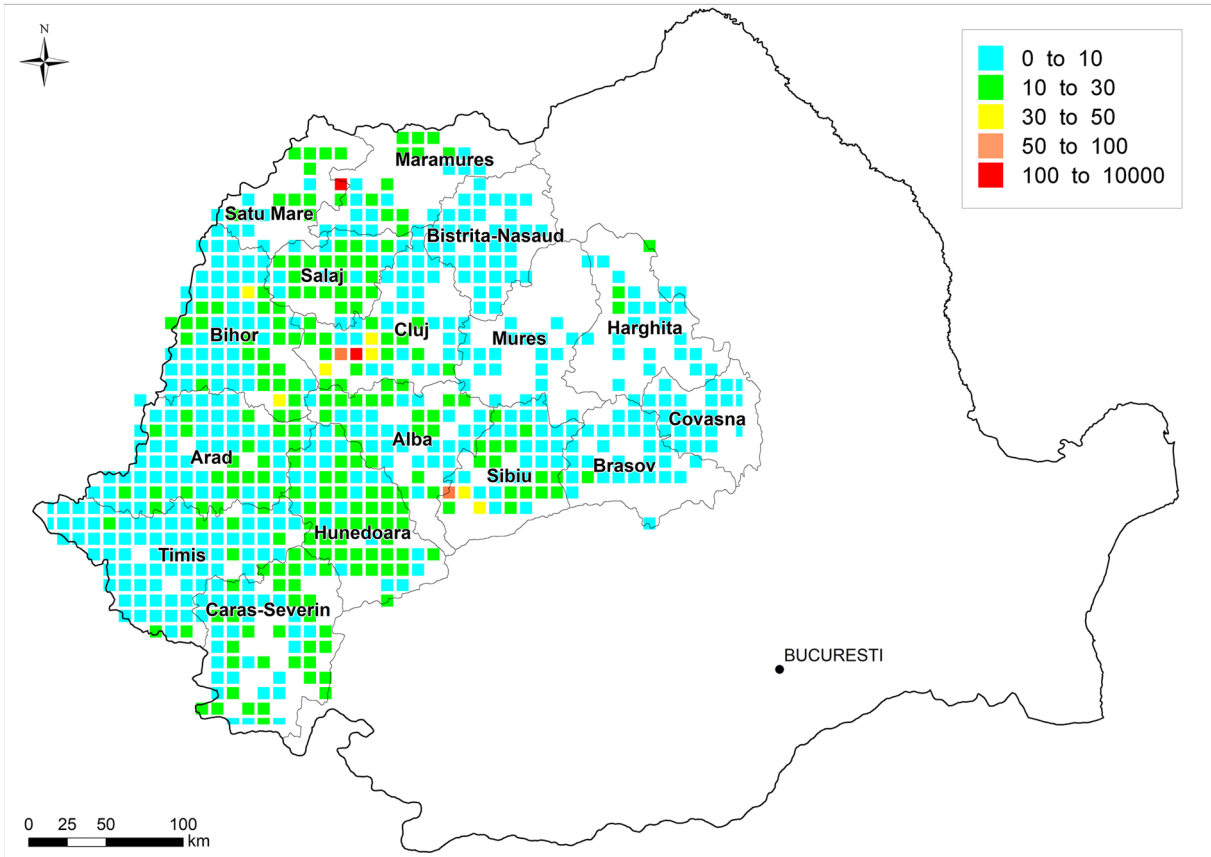 N
0 to 10
10 to 30
30 to 50
50 to 100
100 to 10000
Maramures
Satu Mare
Bistrita-Nasaud
Salaj
Bihor
Cluj
Mures
Harghita
Covasna
Alba
Arad
Sibiu
Brasov
Hunedoara
Timis
Caras-Severin
BUCURESTI
0 25 50 100
km